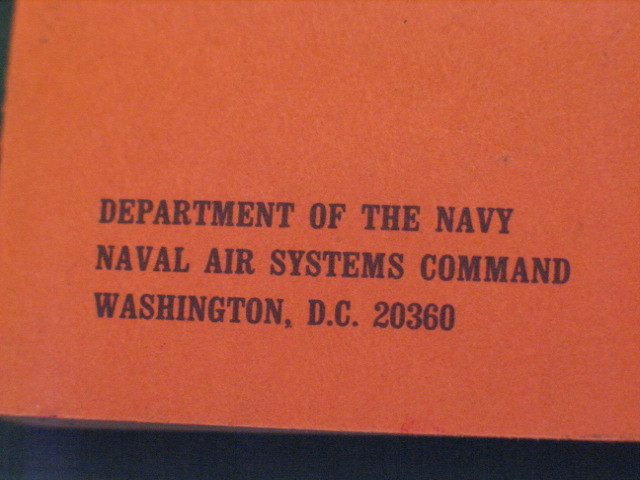 DEPARTMENT OF THE NAVY
NAVAL AIR SYSTEMS COMMAND
WASHINGTON, D.C. 20360